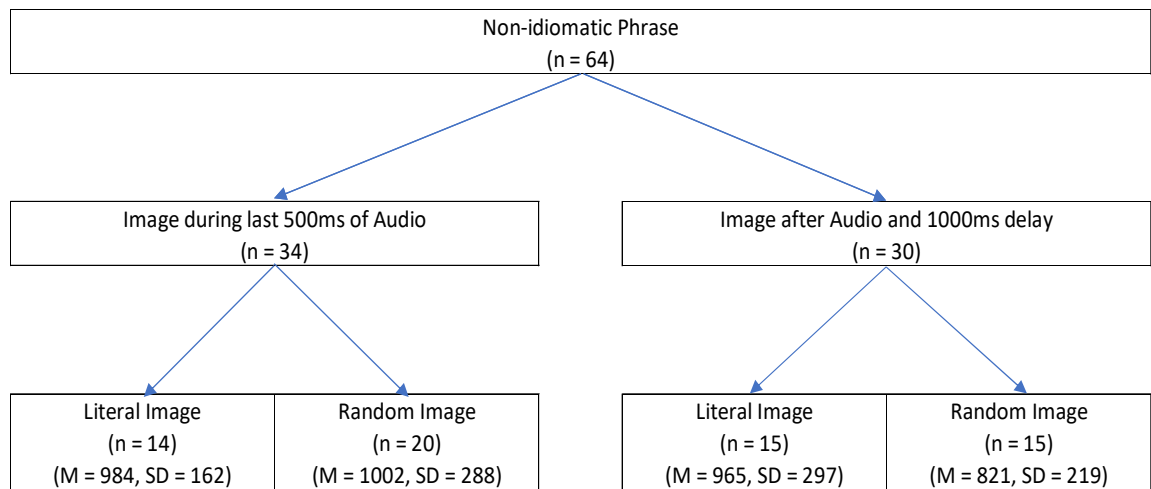 Non-idiomatic Phrase
(n = 64)
Image during last 500ms of Audio
(n = 34)
Image after Audio and 1000ms delay
(n = 30)
Literal Image
(n = 14)
(M = 984, SD = 162)
Random Image
(n = 20)
(M = 1002, SD = 288)
Literal Image
(n = 15)
(M = 965, SD = 297)
Random Image
(n = 15)
(M = 821, SD = 219)